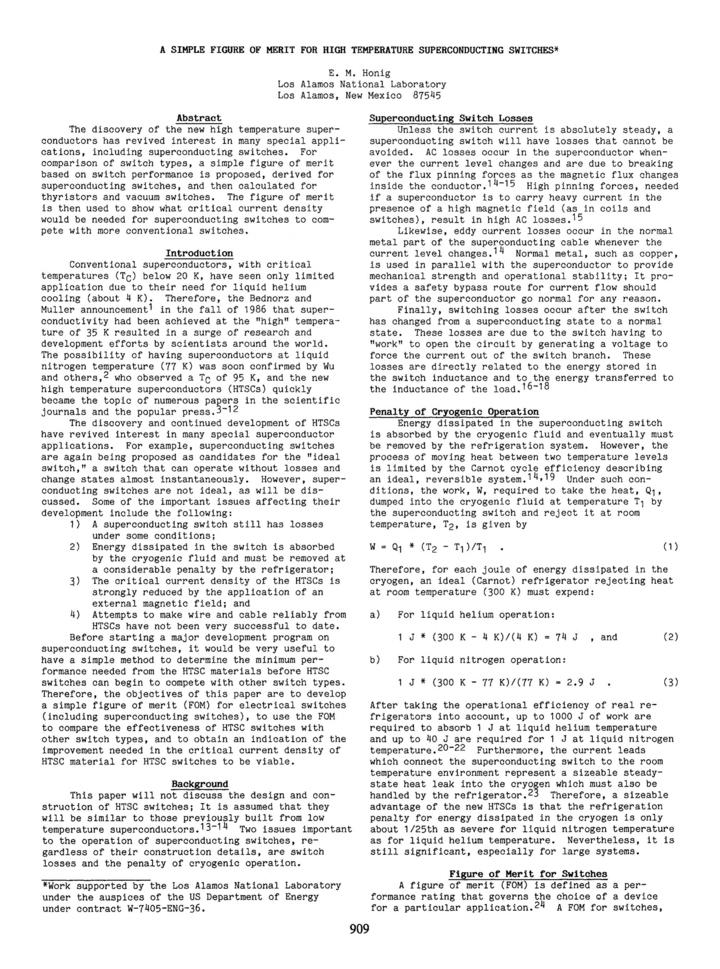 A SIMPLE FIGURE OF MERIT FOR HIGH TEMPERATURE SUPERCONDUCTING SWITCHES*
E. M. Honig
Los Alamos National Laboratory
Los Alamos, New Mexico 87545
Abstract
The discovery of the new high temperature super-
conductors has revived interest in many special appli-
cations, including superconducting switches. For
comparison of switch types, a simple figure of merit
based on switch performance is proposed, derived for
superconducting switches, and then calculated for
thyristors and vacuum switches. The figure of merit
is then used to show what critical current density
would be needed for superconducting switches to com-
pete with more conventional switches.
Introduction
Conventional superconductors, with critical
temperatures (TC) below 20 K, have seen only limited
application due to their need for liquid helium
cooling (about 4 K). Therefore, the Bednorz and
Muller announcement1 in the fall of 1986 that super-
conductivity had been achieved at the "high" tempera-
ture of 35 K resulted in a surge of research and
development efforts by scientists around the world.
The possibility of having superconductors at liquid
nitrogen temperature (77 K) was soon confirmed by Wu
and others,2 who observed a TC of 95 K, and the new
high temperature superconductors (HTSCs) quickly
became the topic of numerous papers in the scientific
journals and the popular press.3-12
The discovery and continued development of HTSCs
have revived interest in many special superconductor
applications. For example, superconducting switches
are again being proposed as candidates for the "ideal
switch," a switch that can operate without losses and
change states almost instantaneously. However, super-
conducting switches are not ideal, as will be dis-
cussed. Some of the important issues affecting their
development include the following:
1) A superconducting switch still has losses
under some conditions;
2) Energy dissipated in the switch is absorbed
by the cryogenic fluid and must be removed at
a considerable penalty by the refrigerator;
3) The critical current density of the HTSCs is
strongly reduced by the application of an
external magnetic field; and
4) Attempts to make wire and cable reliably from
HTSCs have not been very successful to date.
Before starting a major development program on
superconducting switches, it would be very useful to
have a simple method to determine the minimum per-
formance needed from the HTSC materials before HTSC
switches can begin to compete with other switch types.
Therefore, the objectives of this paper are to develop
a simple figure of merit (FOM) for electrical switches
(including superconducting switches), to use the FOM
to compare the effectiveness of HTSC switches with
other switch types, and to obtain an indication of the
improvement needed in the critical current density of
HTSC material for HTSC switches to be viable.
Background
This paper will not discuss the design and con-
struction of HTSC switches; It is assumed that they
will be similar to those previously built from low
temperature superconductors.13-14 Two issues important
to the operation of superconducting switches, re-
gardless of their construction details, are switch
losses and the penalty of cryogenic operation.
*Work supported by the Los Alamos National Laboratory
under the auspices of the US Department of Energy
under contract W-7405-ENG-36.
Superconducting Switch Losses
Unless the switch current is absolutely steady, a
superconducting switch will have losses that cannot be
avoided. AC losses occur in the superconductor when-
ever the current level changes and are due to breaking
of the flux pinning forces as the magnetic flux changes
inside the conductor.14-15 High pinning forces, needed
if a superconductor is to carry heavy current in the
presence of a high magnetic field (as in coils and
switches), result in high AC losses.15
Likewise, eddy current losses occur in the normal
metal part of the superconducting cable whenever the
current level changes.14 Normal metal, such as copper,
is used in parallel with the superconductor to provide
mechanical strength and operational stability; It pro-
vides a safety bypass route for current flow should
part of the superconductor go normal for any reason.
Finally, switching losses occur after the switch
has changed from a superconducting state to a normal
state. These losses are due to the switch having to
"work" to open the circuit by generating a voltage to
force the current out of the switch branch. These
losses are directly related to the energy stored in
the switch inductance and to the energy transferred to
the inductance of the load.16-18
Penalty of Cryogenic Operation
Energy dissipated in the superconducting switch
is absorbed by the cryogenic fluid and eventually must
be removed by the refrigeration system. However, the
process of moving heat between two temperature levels
is limited by the Carnot cycle efficiency describing
an ideal, reversible system.14,19 Under such con-
ditions, the work, W, required to take the heat, Q1,
dumped into the cryogenic fluid at temperature T1 by
the superconducting switch and reject it at room
temperature, T2, is given by
W = Q1 * (T2 - T1)/T1 . (1)
Therefore, for each joule of energy dissipated in the
cryogen, an ideal (Carnot) refrigerator rejecting heat
at room temperature (300 K) must expend:
a) For liquid helium operation:
1 J * (300 K - 4 K)/(4 K) = 74 J , and (2)
b) For liquid nitrogen operation:
1 J * (300 K - 77 K)/(77 K) = 2.9 J . (3)
After taking the operational efficiency of real re-
frigerators into account, up to 1000 J of work are
required to absorb 1 J at liquid helium temperature
and up to 40 J are required for 1 J at liquid nitrogen
temperature.20-22 Furthermore, the current leads
which connect the superconducting switch to the room
temperature environment represent a sizeable steady-
state heat leak into the cryogen which must also be
handled by the refrigerator.23 Therefore, a sizeable
advantage of the new HTSCs is that the refrigeration
penalty for energy dissipated in the cryogen is only
about 1/25th as severe for liquid nitrogen temperature
as for liquid helium temperature. Nevertheless, it is
still significant, especially for large systems.
Figure of Merit for Switches
A figure of merit (FOM) is defined as a per-
formance rating that governs the choice of a device
for a particular application.24 A FOM for switches,
909